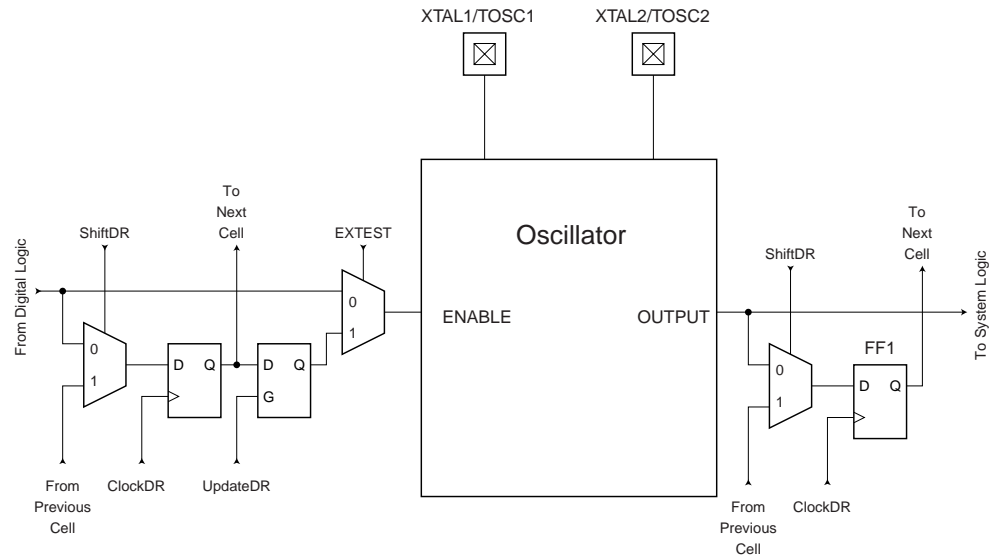 XTAL1/TOSC1
XTAL2/TOSC2
From Digital Logic
ShiftDR
To
Next
Cell
EXTEST
0
1
D Q
D Q
G
0
1
From
Previous
Cell
ClockDR
UpdateDR
Oscillator
ENABLE
OUTPUT
ShiftDR
To
Next
Cell
FF1
0
1
D Q
From
Previous
Cell
ClockDR
To System Logic